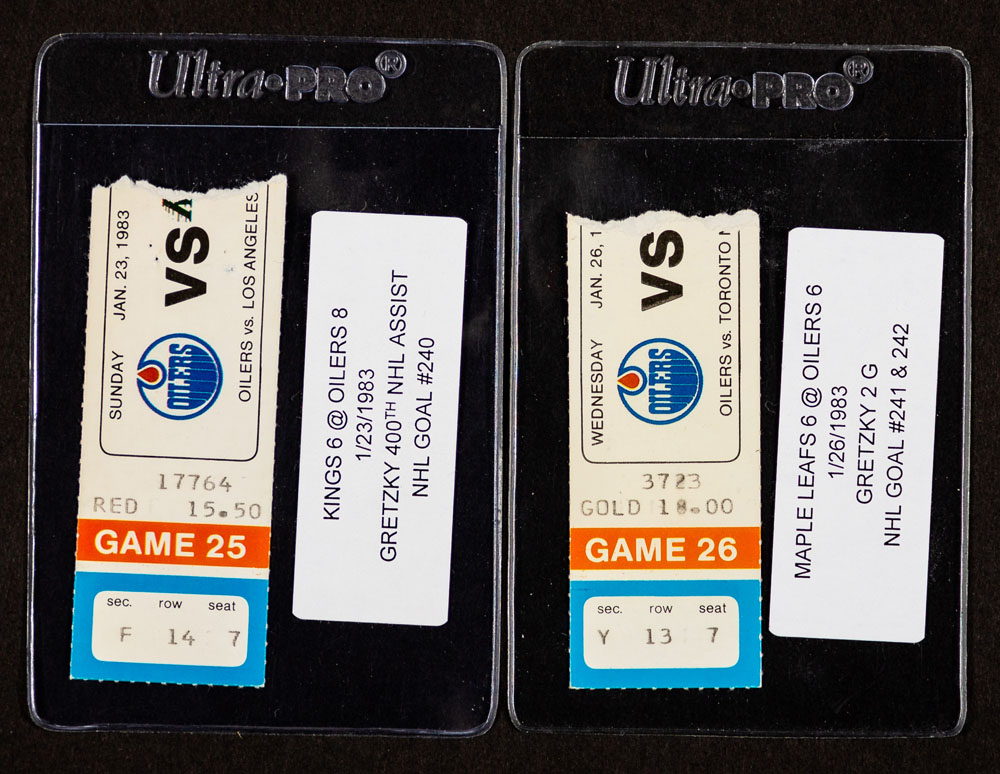 Ultra•PRO®
SUNDAY JAN. 23, 1983
OILERS
VS
OILERS vs. LOS ANGELES
17764
RED 15.50
GAME 25
sec. row seat
F 14 7
KINGS 6 @ OILERS 8
1/23/1983
GRETZKY 400TH NHL ASSIST
NHL GOAL #240
Ultra•PRO®
WEDNESDAY JAN. 26, 1
OILERS
VS
OILERS vs. TORONTO
3723
GOLD 18.00
GAME 26
sec. row seat
Y 13 7
MAPLE LEAFS 6 @ OILERS 6
1/26/1983
GRETZKY 2 G
NHL GOAL #241 & 242